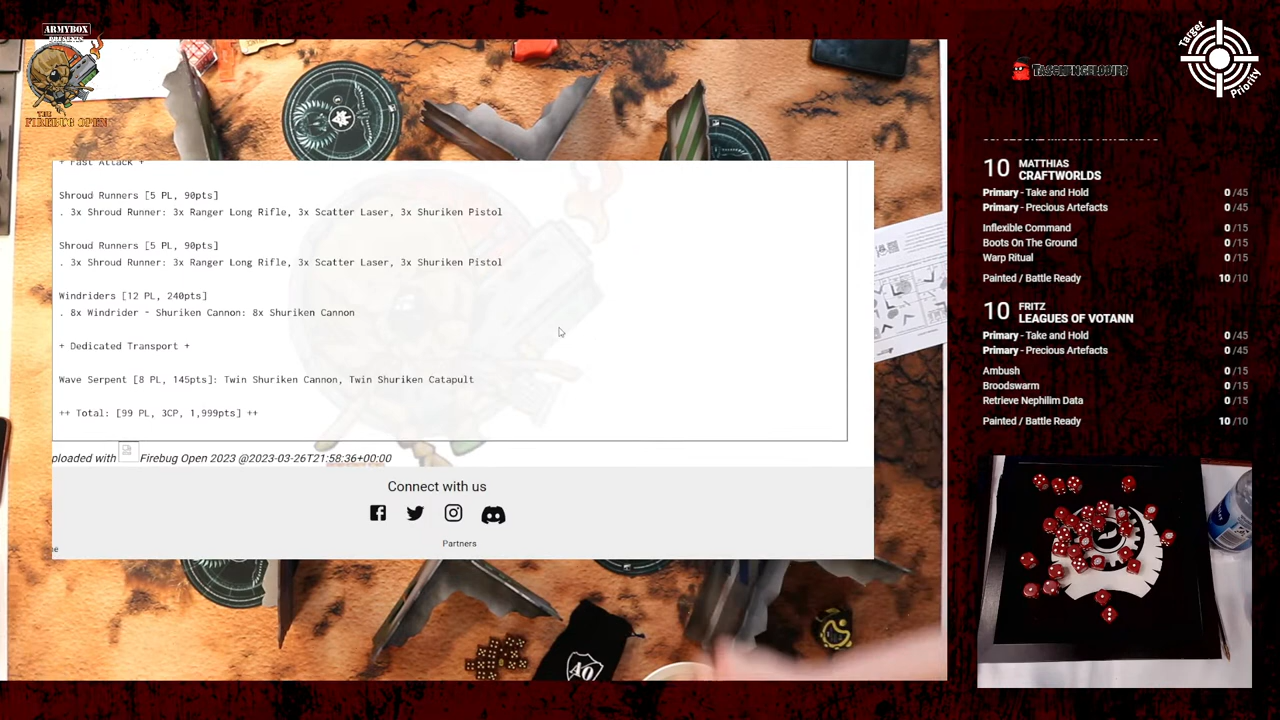 ARMYBOX
PRESENTS
THE
FIREBUG OPEN
+ Fast Attack +
Shroud Runners [5 PL, 90pts]
. 3x Shroud Runner: 3x Ranger Long Rifle, 3x Scatter Laser, 3x Shuriken Pistol
Shroud Runners [5 PL, 90pts]
. 3x Shroud Runner: 3x Ranger Long Rifle, 3x Scatter Laser, 3x Shuriken Pistol
Windriders [12 PL, 240pts]
. 8x Windrider - Shuriken Cannon: 8x Shuriken Cannon
+ Dedicated Transport +
Wave Serpent [8 PL, 145pts]: Twin Shuriken Cannon, Twin Shuriken Catapult
++ Total: [99 PL, 3CP, 1,999pts] ++
ploaded with Firebug Open 2023 @2023-03-26T21:58:36+00:00
Connect with us
Partners
AO
Target
Priority
10 MATTHIAS
CRAFTWORLDS
Primary - Take and Hold 0 /45
Primary - Precious Artefacts 0 /45
Inflexible Command 0 /15
Boots On The Ground 0 /15
Warp Ritual 0 /15
Painted / Battle Ready 10 /10
10 FRITZ
LEAGUES OF VOTANN
Primary - Take and Hold 0 /45
Primary - Precious Artefacts 0 /45
Ambush 0 /15
Broodswarm 0 /15
Retrieve Nephilim Data 0 /15
Painted / Battle Ready 10 /10